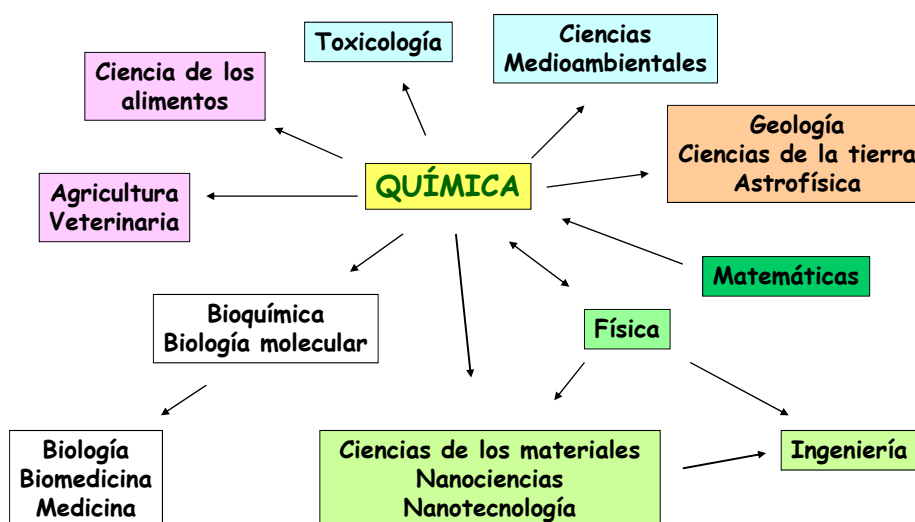 Toxicología
Ciencias
Medioambientales
Ciencia de los
alimentos
Geología
Ciencias de la tierra
Astrofísica
QUÍMICA
Agricultura
Veterinaria
Matemáticas
Bioquímica
Biología molecular
Física
Biología
Biomedicina
Medicina
Ciencias de los materiales
Nanociencias
Nanotecnología
Ingeniería